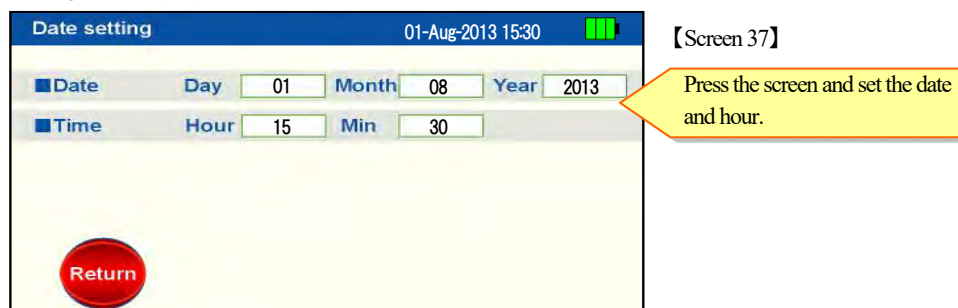 Date setting 01-Aug-2013 15:30
【Screen 37】
■Date Day 01 Month 08 Year 2013
Press the screen and set the date
and hour.
■Time Hour 15 Min 30
Return